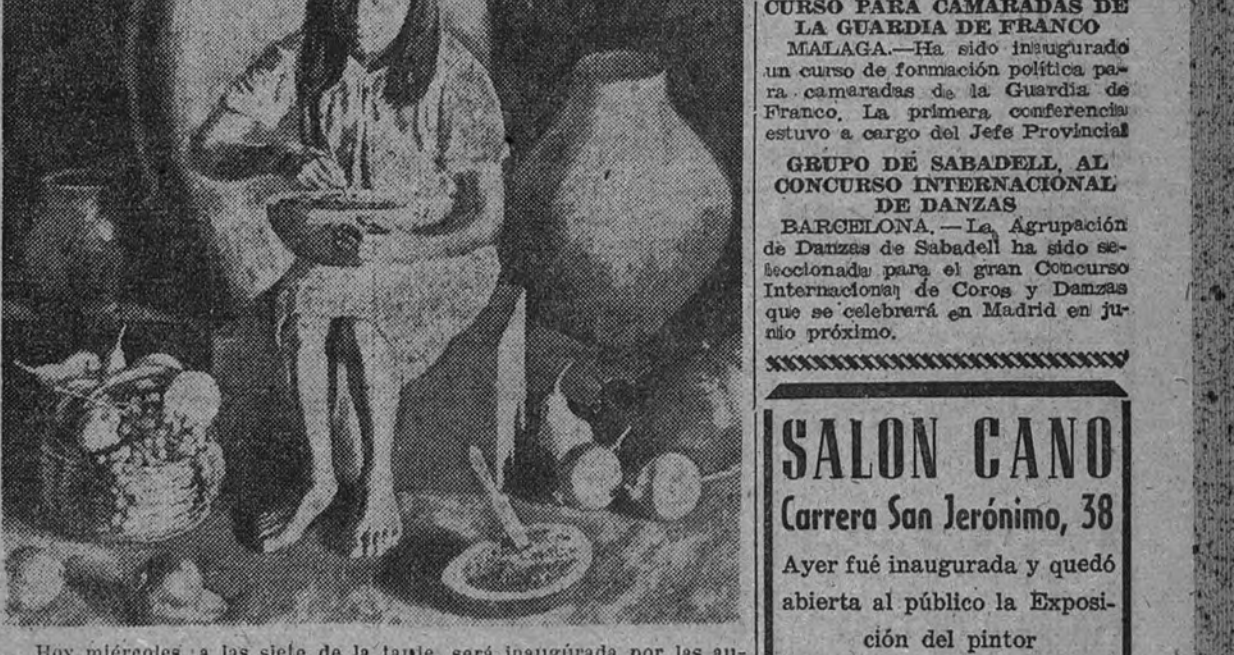 Hoy miércoles, a las siete de la tarde, será inaugurada por las au-
CURSO PARA CAMARADAS DE
LA GUARDIA DE FRANCO
MALAGA.—Ha sido inaugurado
un curso de formación política pa-
ra camaradas de la Guardia de
Franco. La primera conferencia
estuvo a cargo del Jefe Provincial
GRUPO DE SABADELL, AL
CONCURSO INTERNACIONAL
DE DANZAS
BARCELONA.—La Agrupación
de Danzas de Sabadell ha sido se-
leccionada para el gran Concurso
Internacional de Coros y Danzas
que se celebrará en Madrid en ju-
nio próximo.
SALON CANO
Carrera San Jerónimo, 38
Ayer fué inaugurada y quedó
abierta al público la Exposi-
ción del pintor